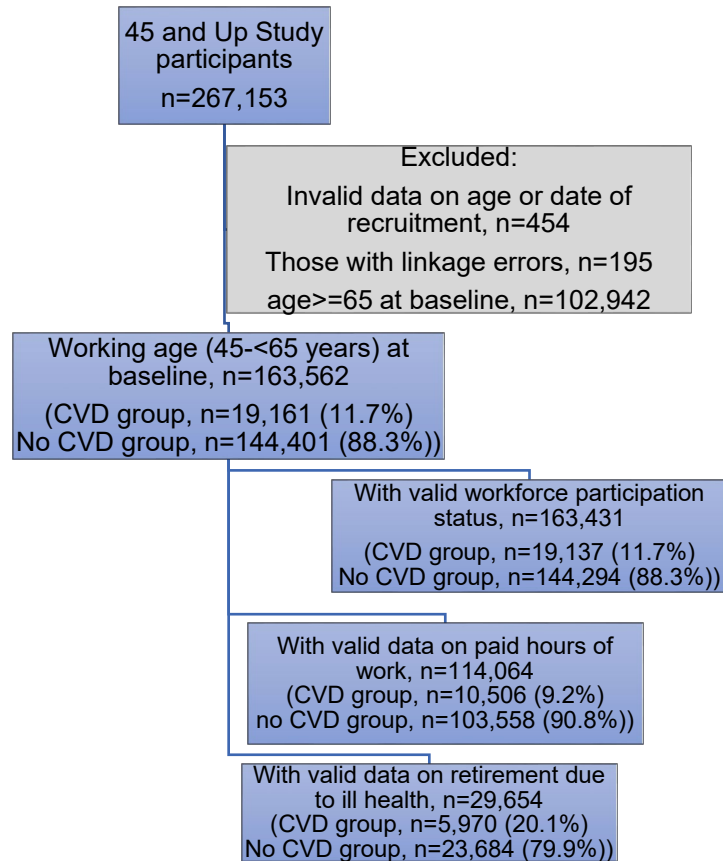 45 and Up Study
participants
n=267,153
Excluded:
Invalid data on age or date of
recruitment, n=454
Those with linkage errors, n=195
age>=65 at baseline, n=102,942
Working age (45-<65 years) at
baseline, n=163,562
(CVD group, n=19,161 (11.7%)
No CVD group, n=144,401 (88.3%))
With valid workforce participation
status, n=163,431
(CVD group, n=19,137 (11.7%)
No CVD group, n=144,294 (88.3%))
With valid data on paid hours of
work, n=114,064
(CVD group, n=10,506 (9.2%)
no CVD group, n=103,558 (90.8%))
With valid data on retirement due
to ill health, n=29,654
(CVD group, n=5,970 (20.1%)
No CVD group, n=23,684 (79.9%))